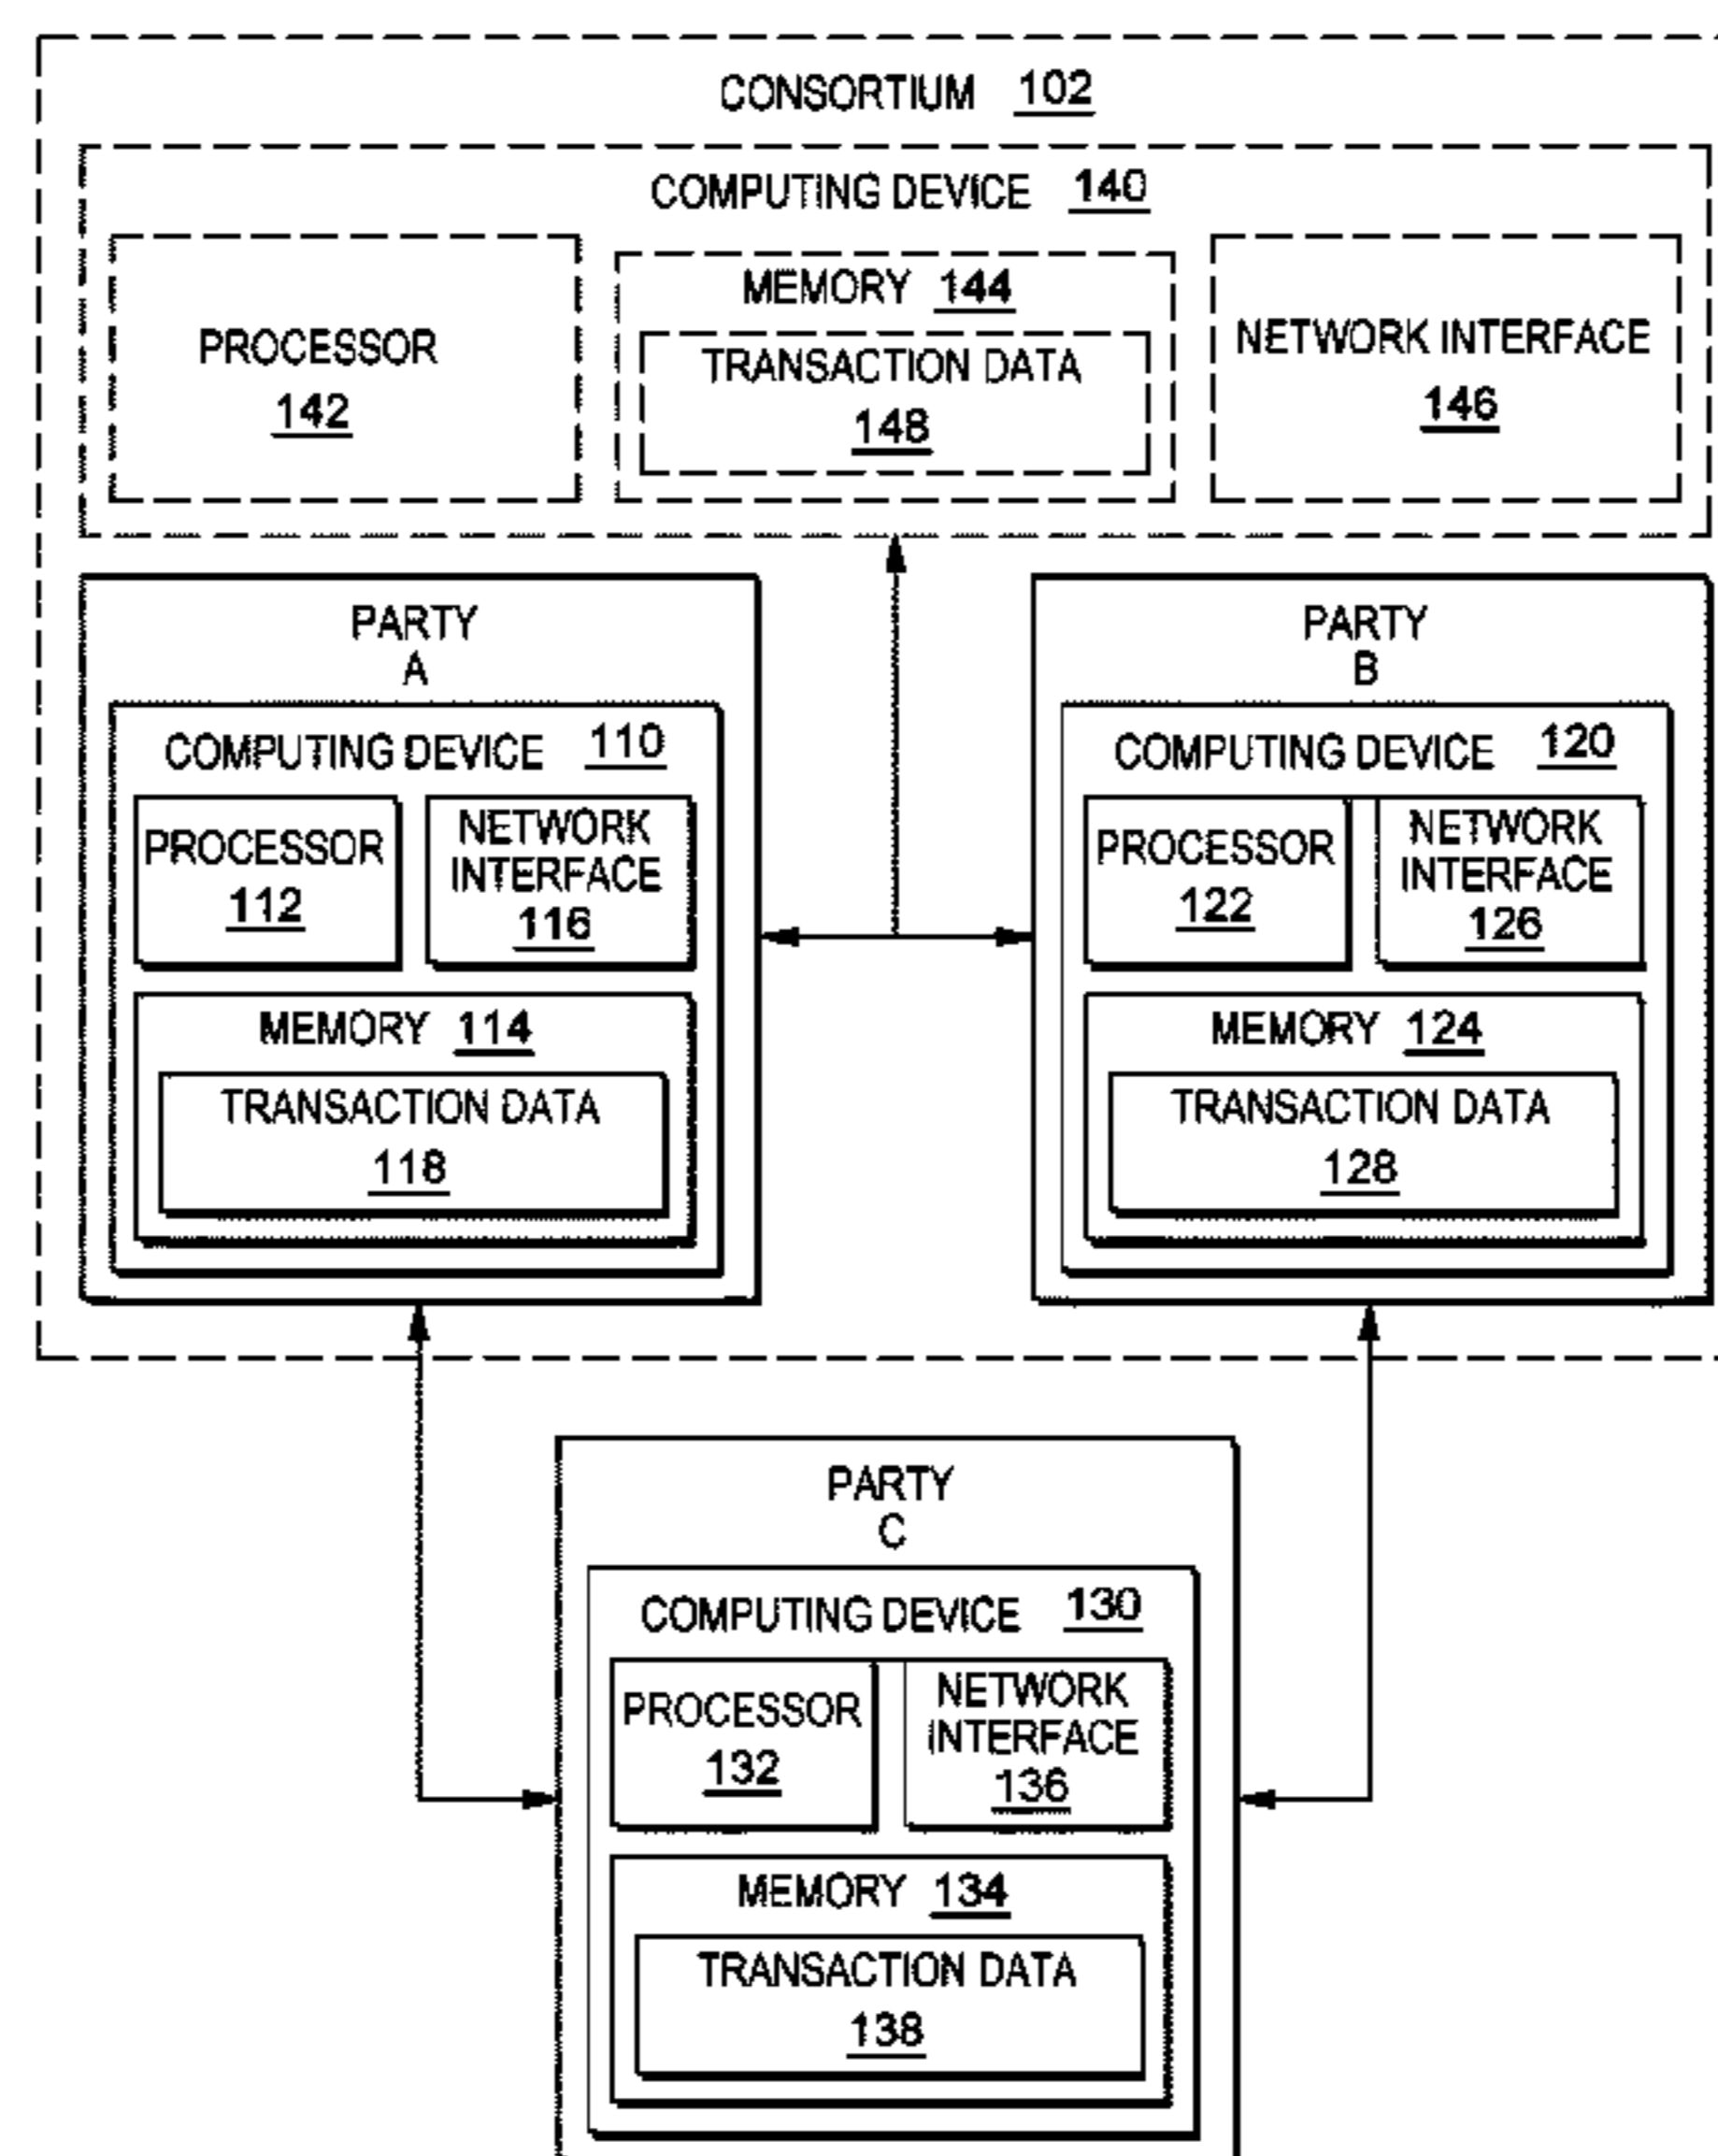 CONSORTIUM 102
COMPUTING DEVICE 140
PROCESSOR
142
MEMORY 144
TRANSACTION DATA
148
NETWORK INTERFACE
146
PARTY
A
COMPUTING DEVICE 110
PROCESSOR
112
NETWORK
INTERFACE
116
MEMORY 114
TRANSACTION DATA
118
PARTY
B
COMPUTING DEVICE 120
PROCESSOR
122
NETWORK
INTERFACE
126
MEMORY 124
TRANSACTION DATA
128
PARTY
C
COMPUTING DEVICE 130
PROCESSOR
132
NETWORK
INTERFACE
136
MEMORY 134
TRANSACTION DATA
138